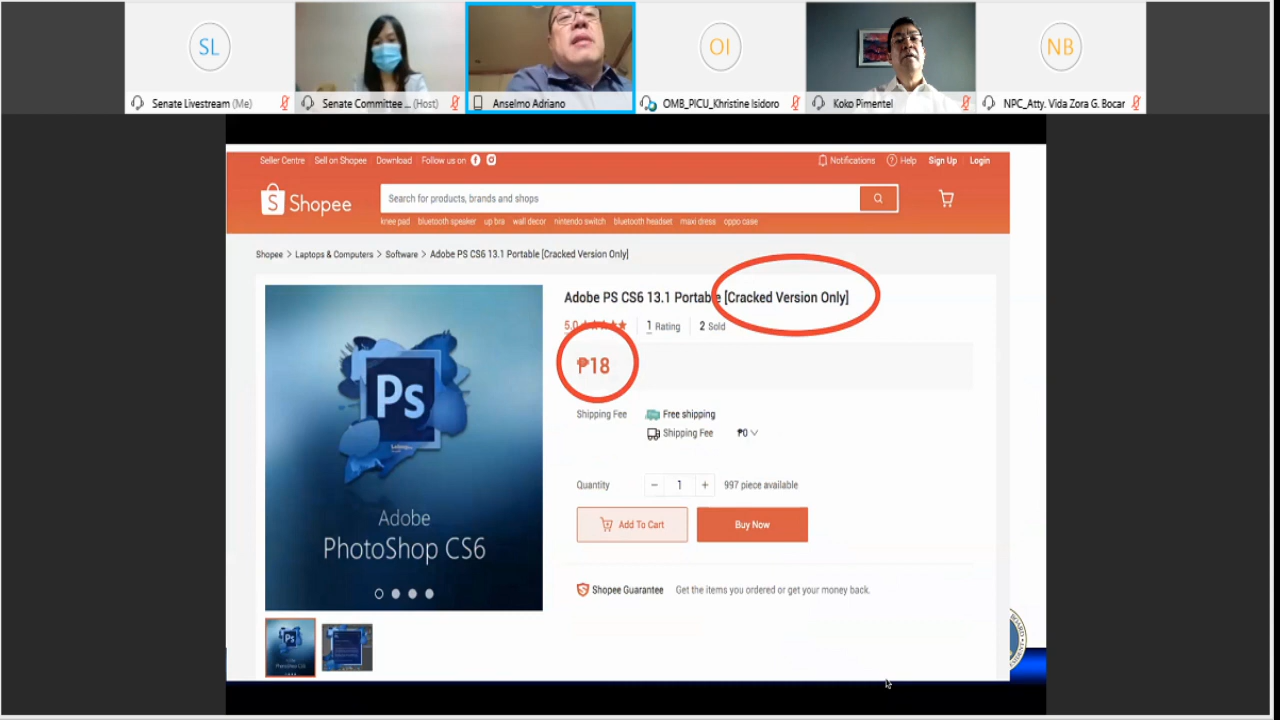 SL
OI
NB
Senate Livestream (Me)
Senate Committee ... (Host)
Anselmo Adriano
OMB_PICU_Khristine Isidoro
Koko Pimentel
NPC_Atty. Vida Zora G. Bocar
Seller Centre Sell on Shopee Download Follow us on
Notifications Help Sign Up Login
Shopee
Search for products, brands and shops
knee pad bluetooth speaker up bra wall decor nintendo switch bluetooth headset maxi dress oppo case
Shopee > Laptops & Computers > Software > Adobe PS CS6 13.1 Portable [Cracked Version Only]
Adobe PS CS6 13.1 Portable [Cracked Version Only]
5.0 1 Rating 2 Sold
₱18
Shipping Fee Free shipping
Shipping Fee ₱0
Quantity − 1 + 997 piece available
Add To Cart Buy Now
Shopee Guarantee Get the items you ordered or get your money back.
Ps
Adobe
PhotoShop CS6
Ps
BOARD